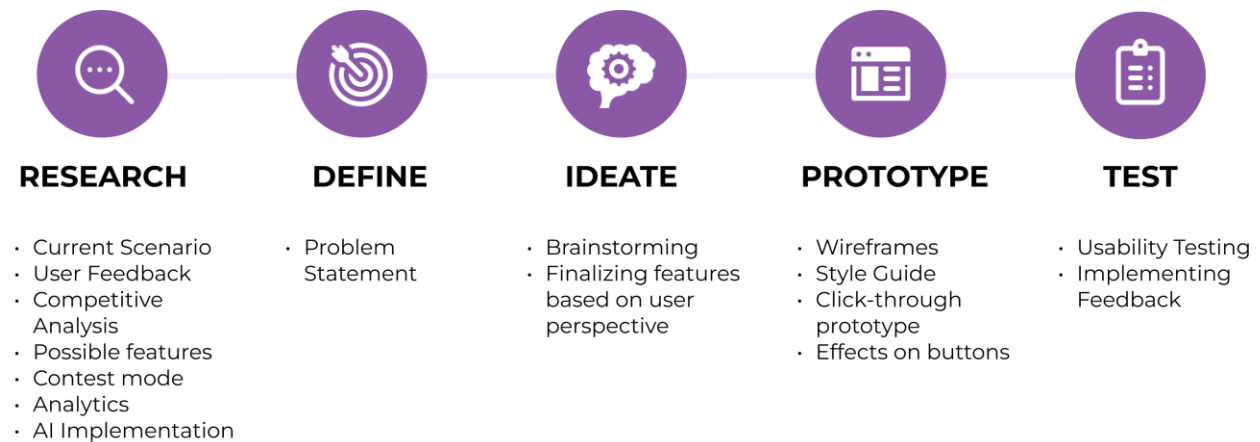 RESEARCH
• Current Scenario
• User Feedback
• Competitive
Analysis
• Possible features
• Contest mode
• Analytics
• AI Implementation
DEFINE
• Problem
Statement
IDEATE
• Brainstorming
• Finalizing features
based on user
perspective
PROTOTYPE
• Wireframes
• Style Guide
• Click-through
prototype
• Effects on buttons
TEST
• Usability Testing
• Implementing
Feedback